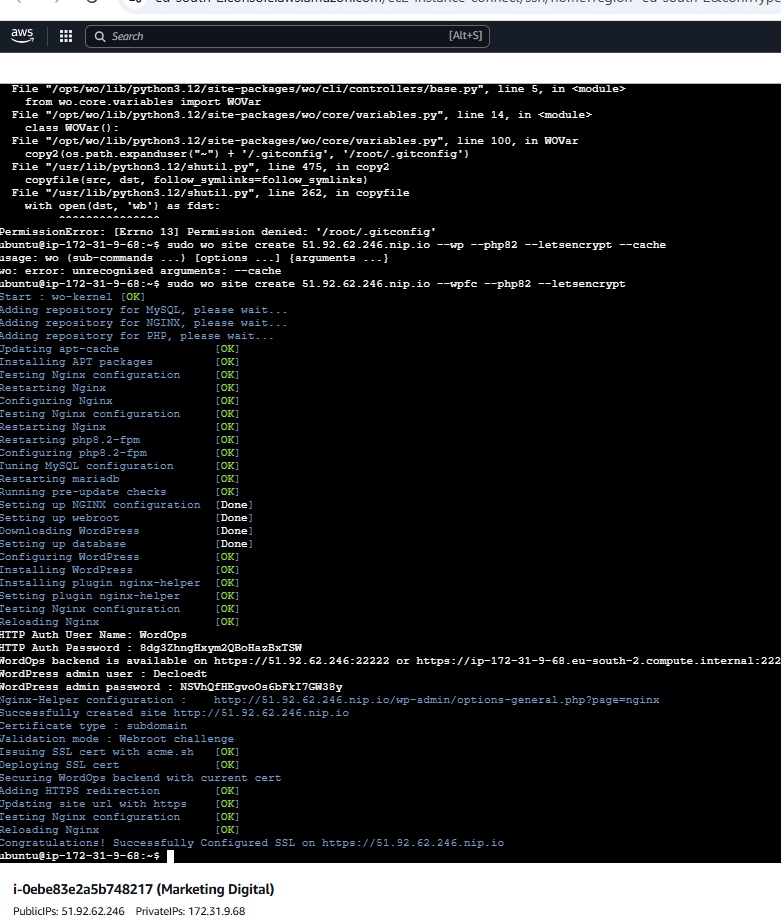 aws
Search
[Alt+S]
File "/opt/wo/lib/python3.12/site-packages/wo/cli/controllers/base.py", line 5, in <module>
from wo.core.variables import WOVar
File "/opt/wo/lib/python3.12/site-packages/wo/core/variables.py", line 14, in <module>
class WOVar():
File "/opt/wo/lib/python3.12/site-packages/wo/core/variables.py", line 100, in WOVar
copy2(os.path.expanduser("~") + '/.gitconfig', '/root/.gitconfig')
File "/usr/lib/python3.12/shutil.py", line 475, in copy2
copyfile(src, dst, follow_symlinks=follow_symlinks)
File "/usr/lib/python3.12/shutil.py", line 262, in copyfile
with open(dst, 'wb') as fdst:
^^^^^^^^^^^^^^^
PermissionError: [Errno 13] Permission denied: '/root/.gitconfig'
ubuntu@ip-172-31-9-68:~$ sudo wo site create 51.92.62.246.nip.io --wp --php82 --letsencrypt --cache
usage: wo (sub-commands ...) [options ...] {arguments ...}
wo: error: unrecognized arguments: --cache
ubuntu@ip-172-31-9-68:~$ sudo wo site create 51.92.62.246.nip.io --wpfc --php82 --letsencrypt
Start : wo-kernel [OK]
Adding repository for MySQL, please wait...
Adding repository for NGINX, please wait...
Adding repository for PHP, please wait...
Updating apt-cache [OK]
Installing APT packages [OK]
Testing Nginx configuration [OK]
Restarting Nginx [OK]
Configuring Nginx [OK]
Testing Nginx configuration [OK]
Restarting Nginx [OK]
Restarting php8.2-fpm [OK]
Configuring php8.2-fpm [OK]
Tuning MySQL configuration [OK]
Restarting mariadb [OK]
Running pre-update checks [OK]
Setting up NGINX configuration [Done]
Setting up webroot [Done]
Downloading WordPress [Done]
Setting up database [Done]
Configuring WordPress [OK]
Installing WordPress [OK]
Installing plugin nginx-helper [OK]
Setting plugin nginx-helper [OK]
Testing Nginx configuration [OK]
Reloading Nginx [OK]
HTTP Auth User Name: WordOps
HTTP Auth Password : 8dg3ZhngHxym2QBoHazBxTSW
WordOps backend is available on https://51.92.62.246:22222 or https://ip-172-31-9-68.eu-south-2.compute.internal:222
WordPress admin user : Decloedt
WordPress admin password : NSVhQfHEgvoOs6bFkI7GW38y
Nginx-Helper configuration : http://51.92.62.246.nip.io/wp-admin/options-general.php?page=nginx
Successfully created site http://51.92.62.246.nip.io
Certificate type : subdomain
Validation mode : Webroot challenge
Issuing SSL cert with acme.sh [OK]
Deploying SSL cert [OK]
Securing WordOps backend with current cert
Adding HTTPS redirection [OK]
Updating site url with https [OK]
Testing Nginx configuration [OK]
Reloading Nginx [OK]
Congratulations! Successfully Configured SSL on https://51.92.62.246.nip.io
ubuntu@ip-172-31-9-68:~$
i-0ebe83e2a5b748217 (Marketing Digital)
PublicIPs: 51.92.62.246 PrivateIPs: 172.31.9.68